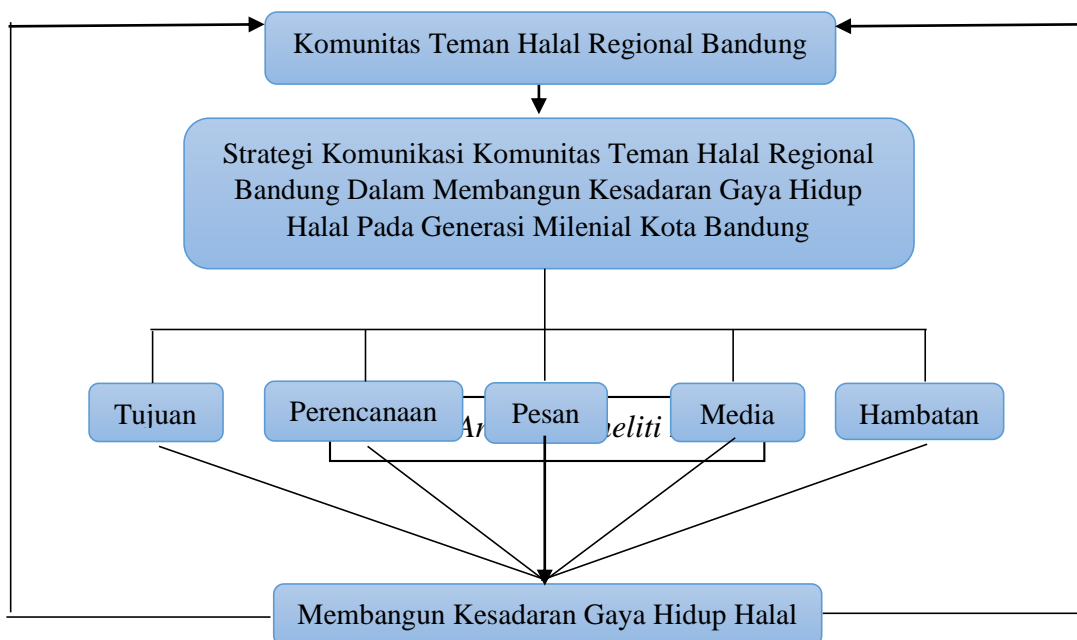 Komunitas Teman Halal Regional Bandung
Strategi Komunikasi Komunitas Teman Halal Regional
Bandung Dalam Membangun Kesadaran Gaya Hidup
Halal Pada Generasi Milenial Kota Bandung
Tujuan
Perencanaan
Pesan
Media
Hambatan
Membangun Kesadaran Gaya Hidup Halal